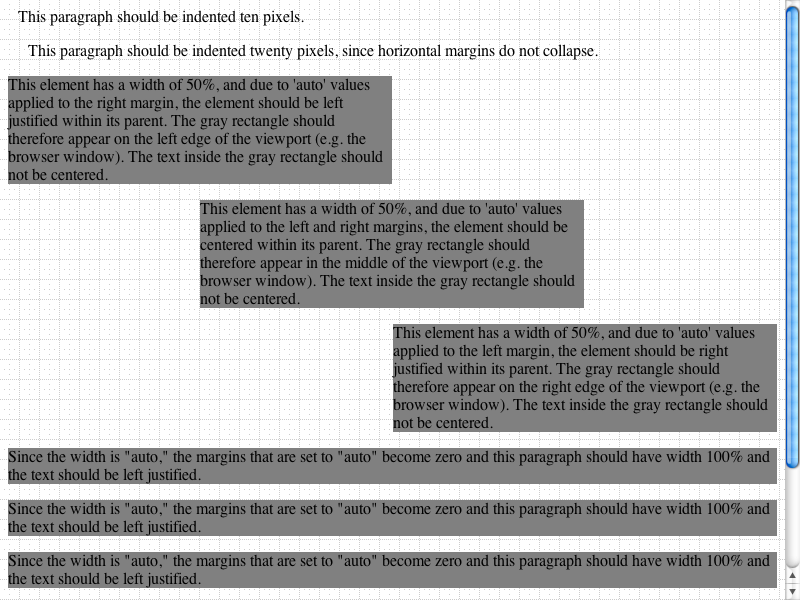 This paragraph should be indented ten pixels.
This paragraph should be indented twenty pixels, since horizontal margins do not collapse.
This element has a width of 50%, and due to 'auto' values
applied to the right margin, the element should be left
justified within its parent. The gray rectangle should
therefore appear on the left edge of the viewport (e.g. the
browser window). The text inside the gray rectangle should
not be centered.
This element has a width of 50%, and due to 'auto' values
applied to the left and right margins, the element should be
centered within its parent. The gray rectangle should
therefore appear in the middle of the viewport (e.g. the
browser window). The text inside the gray rectangle should
not be centered.
This element has a width of 50%, and due to 'auto' values
applied to the left margin, the element should be right
justified within its parent. The gray rectangle should
therefore appear on the right edge of the viewport (e.g. the
browser window). The text inside the gray rectangle should
not be centered.
Since the width is "auto," the margins that are set to "auto" become zero and this paragraph should have width 100% and
the text should be left justified.
Since the width is "auto," the margins that are set to "auto" become zero and this paragraph should have width 100% and
the text should be left justified.
Since the width is "auto," the margins that are set to "auto" become zero and this paragraph should have width 100% and
the text should be left justified.